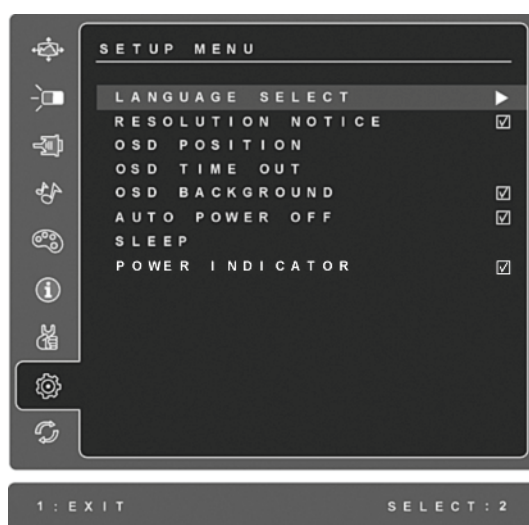 SETUP MENU
LANGUAGE SELECT
RESOLUTION NOTICE
OSD POSITION
OSD TIME OUT
OSD BACKGROUND
AUTO POWER OFF
SLEEP
POWER INDICATOR
1:EXIT SELECT:2